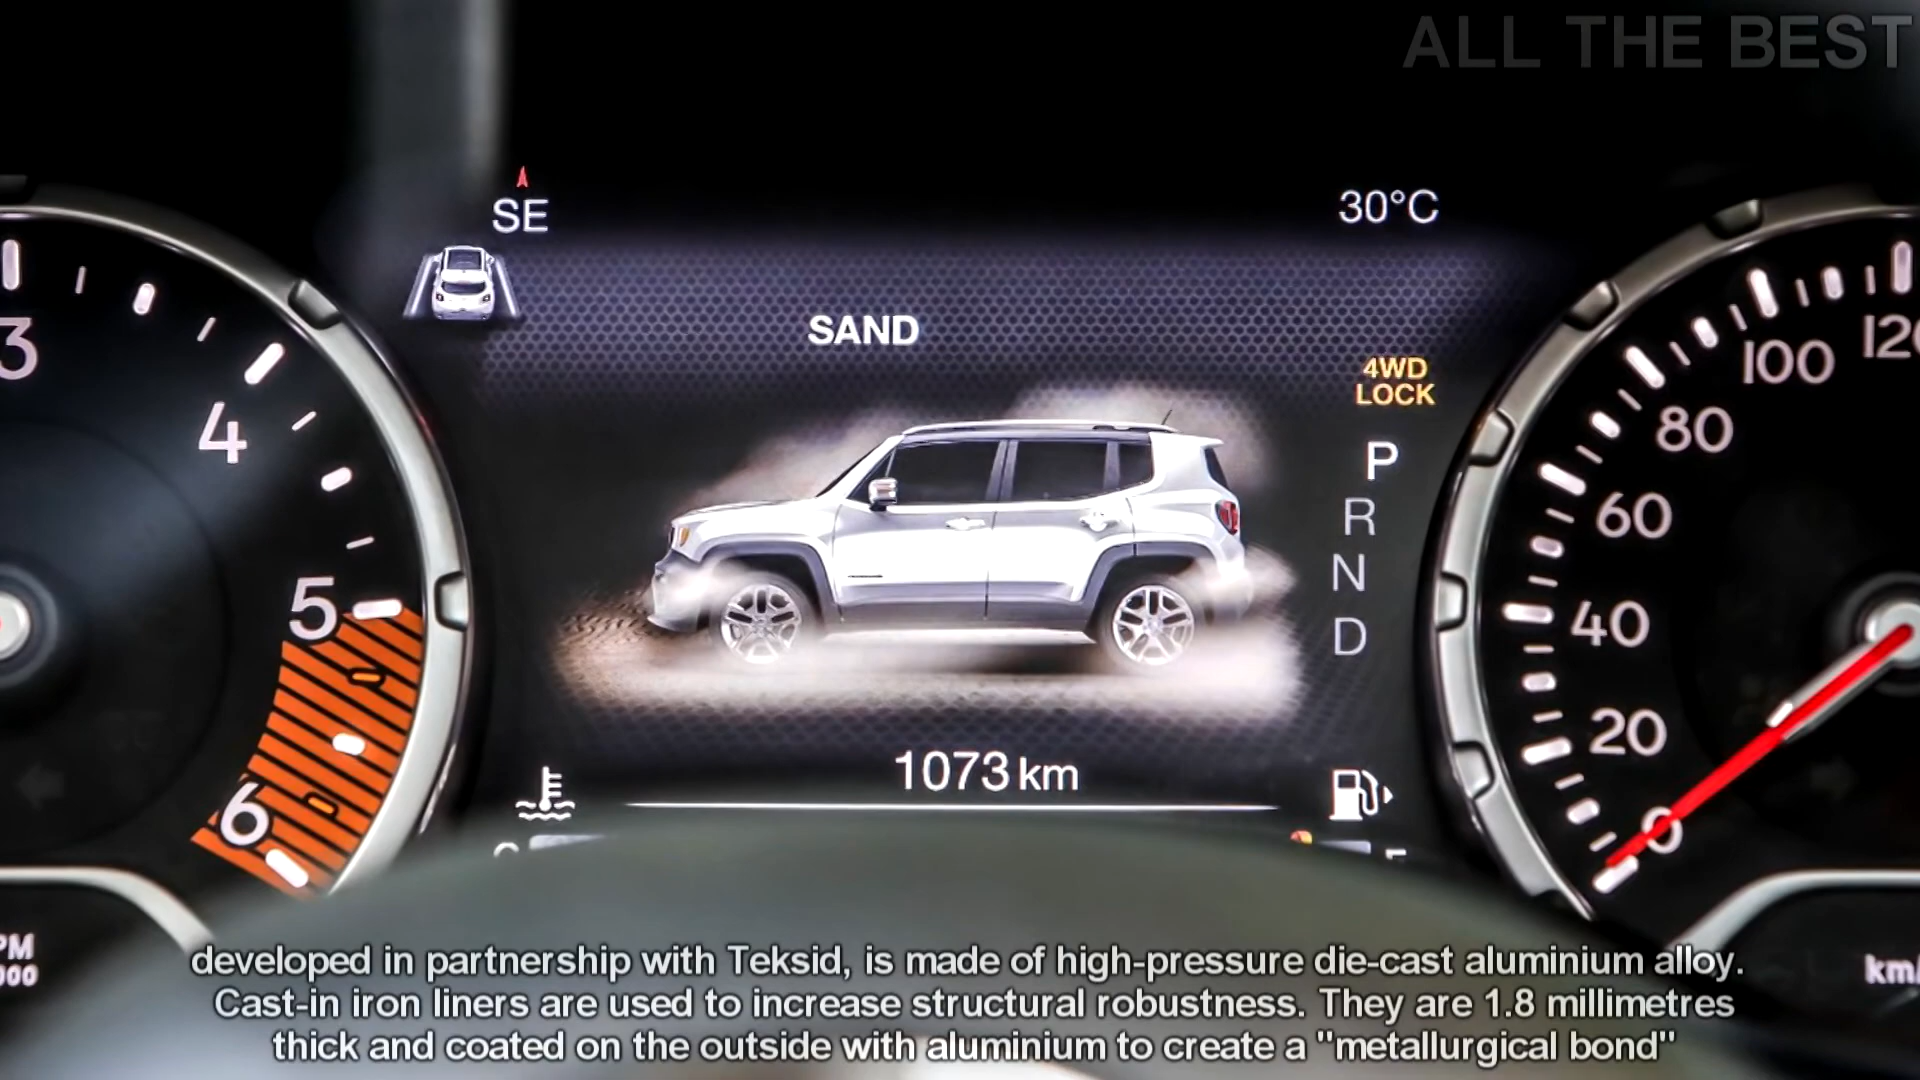 ALL THE BEST
SE
30°C
SAND
4WD
LOCK
P
R
N
D
3
4
5
6
120
100
80
60
40
20
0
1073 km
developed in partnership with Teksid, is made of high-pressure die-cast aluminium alloy.
Cast-in iron liners are used to increase structural robustness. They are 1.8 millimetres
thick and coated on the outside with aluminium to create a "metallurgical bond"